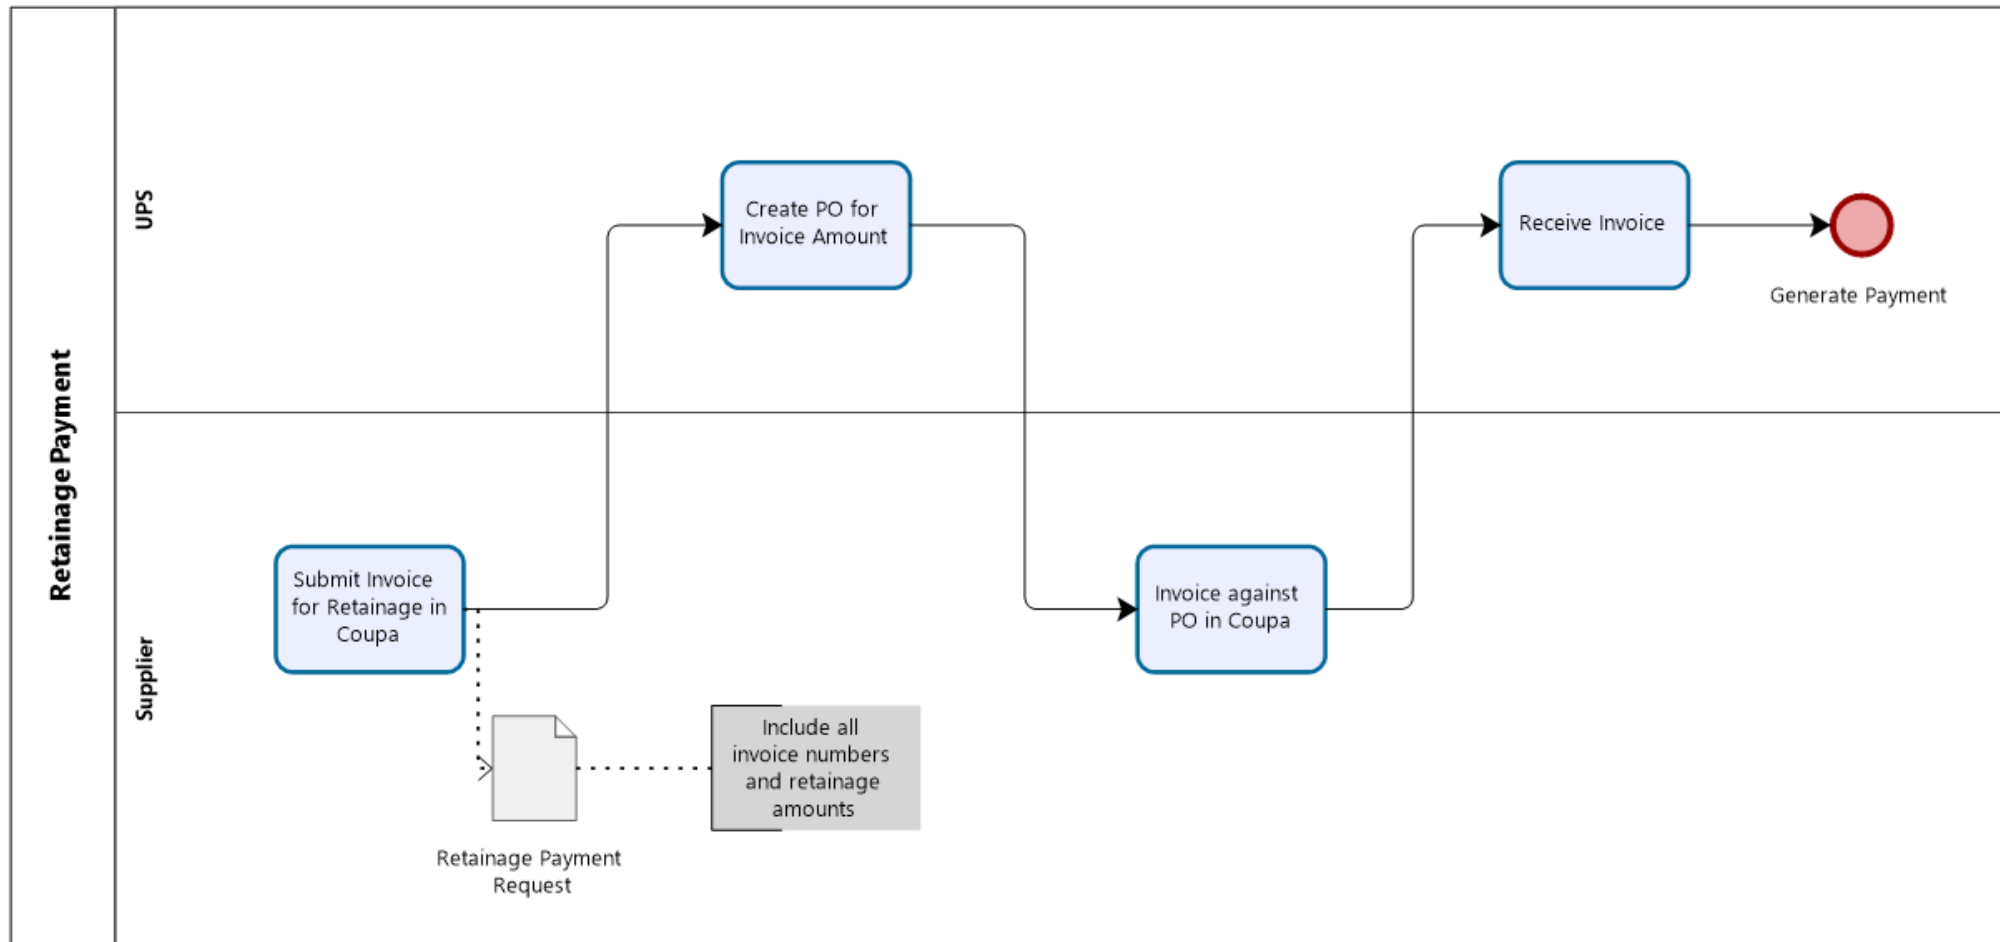 Retainage Payment
UPS
Create PO for
Invoice Amount
Receive Invoice
Generate Payment
Supplier
Submit Invoice
for Retainage in
Coupa
Invoice against
PO in Coupa
Include all
invoice numbers
and retainage
amounts
Retainage Payment
Request